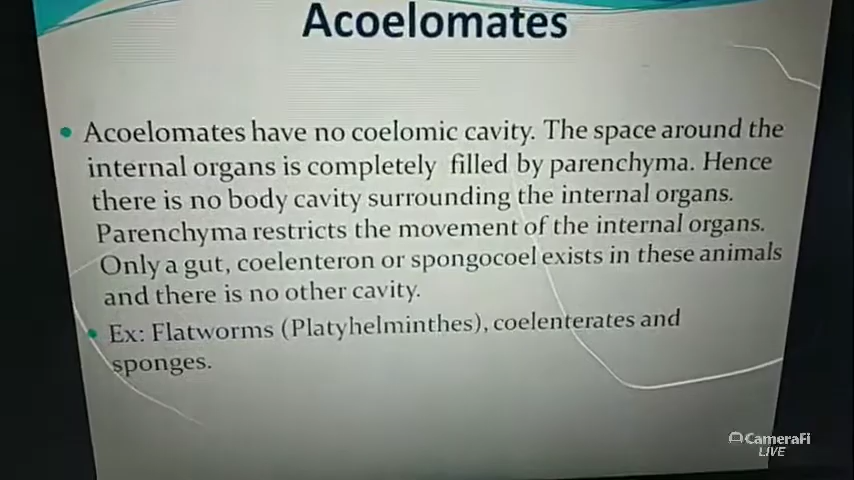 Acoelomates
• Acoelomates have no coelomic cavity. The space around the
internal organs is completely filled by parenchyma. Hence
there is no body cavity surrounding the internal organs.
Parenchyma restricts the movement of the internal organs.
Only a gut, coelenteron or spongocoel exists in these animals
and there is no other cavity.
• Ex: Flatworms (Platyhelminthes), coelenterates and
sponges.
CameraFi
LIVE